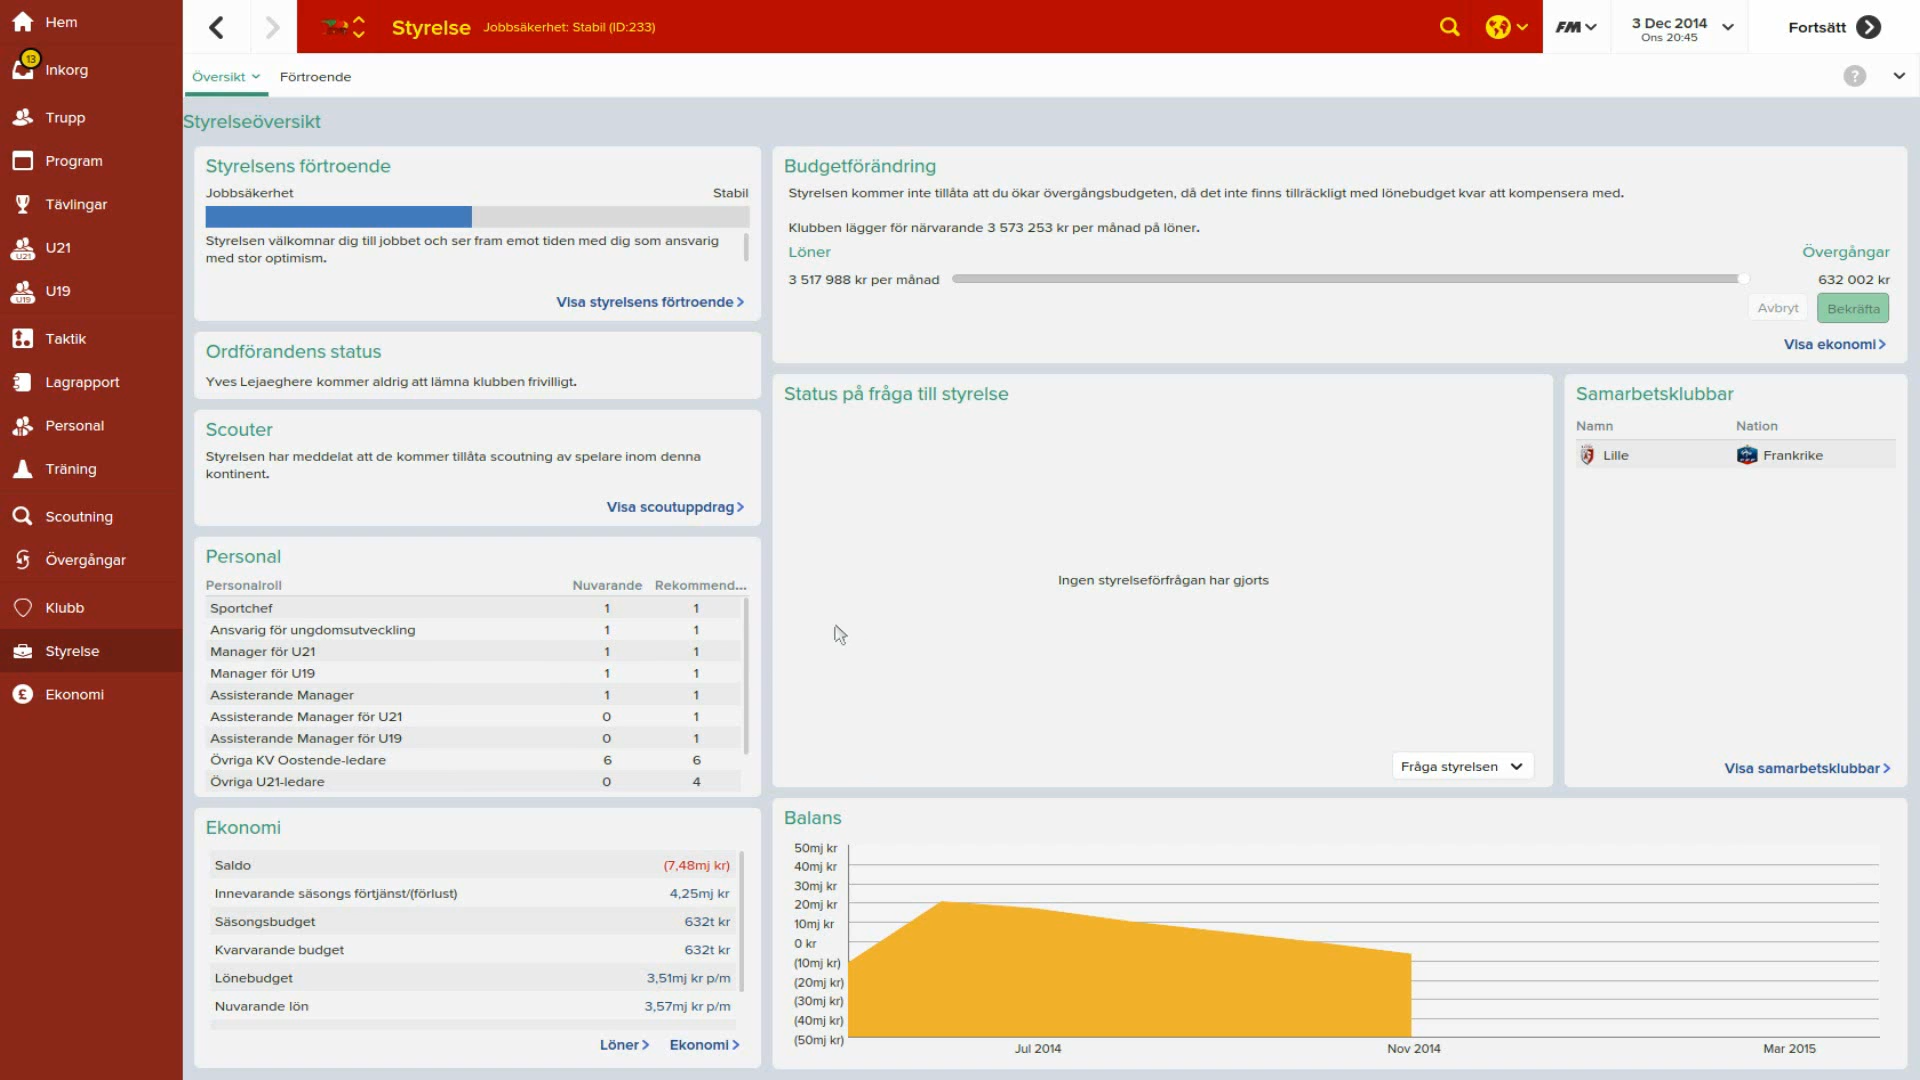 Hem
13
Inkorg
Trupp
Program
Tävlingar
U21
U21
U19
U19
Taktik
Lagrapport
Personal
Träning
Scoutning
Övergångar
Klubb
Styrelse
Ekonomi
Styrelse Jobbsäkerhet: Stabil (ID:233)
FM
3 Dec 2014
Ons 20:45
Fortsätt
Översikt Förtroende
?
Styrelseöversikt
Styrelsens förtroende
Jobbsäkerhet Stabil
Styrelsen välkomnar dig till jobbet och ser fram emot tiden med dig som ansvarig
med stor optimism.
Visa styrelsens förtroende >
Ordförandens status
Yves Lejaeghere kommer aldrig att lämna klubben frivilligt.
Scouter
Styrelsen har meddelat att de kommer tillåta scoutning av spelare inom denna
kontinent.
Visa scoutuppdrag >
Personal
Personalroll Nuvarande Rekommend...
Sportchef 1 1
Ansvarig för ungdomsutveckling 1 1
Manager för U21 1 1
Manager för U19 1 1
Assisterande Manager 1 1
Assisterande Manager för U21 0 1
Assisterande Manager för U19 0 1
Övriga KV Oostende-ledare 6 6
Övriga U21-ledare 0 4
Ekonomi
Saldo (7,48mj kr)
Innevarande säsongs förtjänst/(förlust) 4,25mj kr
Säsongsbudget 632t kr
Kvarvarande budget 632t kr
Lönebudget 3,51mj kr p/m
Nuvarande lön 3,57mj kr p/m
Löner > Ekonomi >
Budgetförändring
Styrelsen kommer inte tillåta att du ökar övergångsbudgeten, då det inte finns tillräckligt med lönebudget kvar att kompensera med.
Klubben lägger för närvarande 3 573 253 kr per månad på löner.
Löner Övergångar
3 517 988 kr per månad 632 002 kr
Avbryt Bekräfta
Visa ekonomi >
Status på fråga till styrelse
Ingen styrelseförfrågan har gjorts
Fråga styrelsen
Samarbetsklubbar
Namn Nation
Lille Frankrike
Visa samarbetsklubbar >
Balans
50mj kr
40mj kr
30mj kr
20mj kr
10mj kr
0 kr
(10mj kr)
(20mj kr)
(30mj kr)
(40mj kr)
(50mj kr)
Jul 2014 Nov 2014 Mar 2015